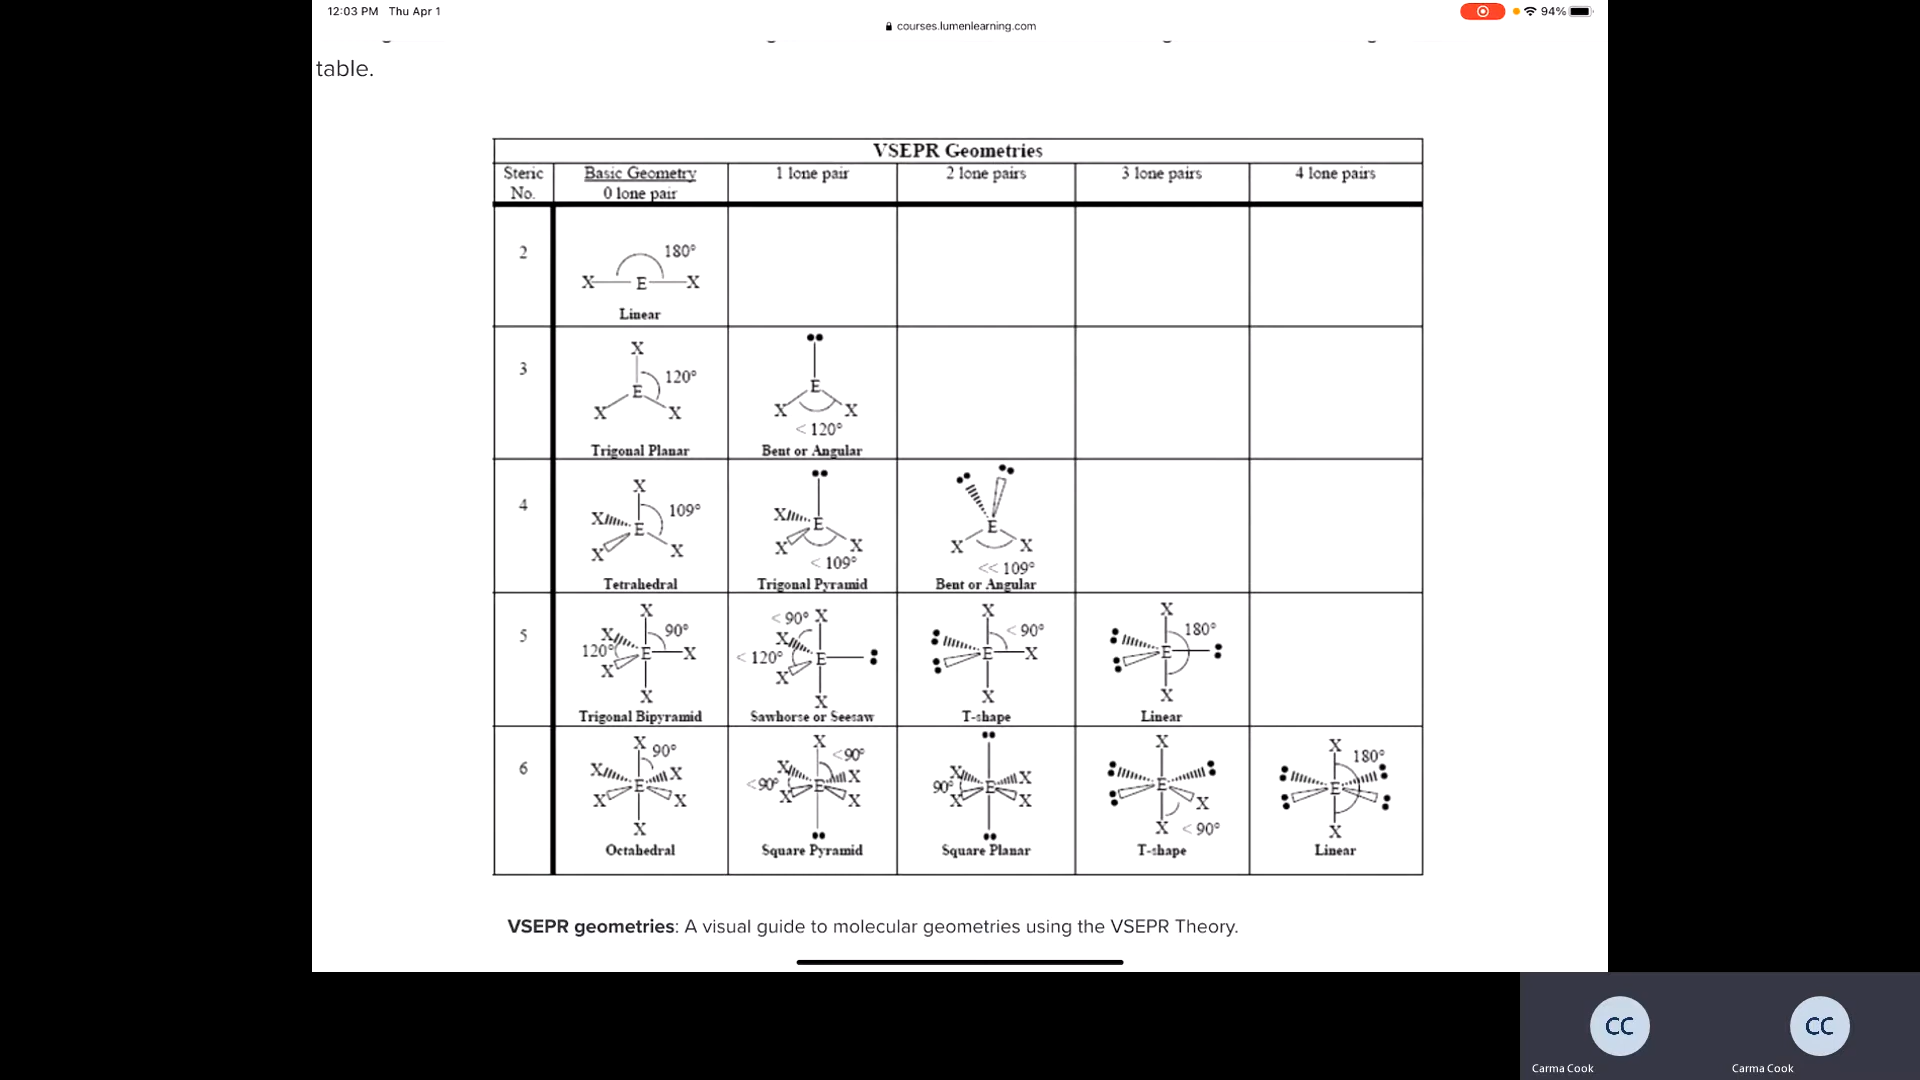 12:03 PM Thu Apr 1
94%
courses.lumenlearning.com
table.
VSEPR Geometries
Steric No. Basic Geometry 0 lone pair 1 lone pair 2 lone pairs 3 lone pairs 4 lone pairs
2
180°
X E X
Linear
3
X
120°
E
X X
Trigonal Planar
E
X X
< 120°
Bent or Angular
4
X
109°
X E
X X
Tetrahedral
X E
X X
< 109°
Trigonal Pyramid
E
X X
<< 109°
Bent or Angular
5
X
X 90°
120° E X
X
X
Trigonal Bipyramid
< 90° X
X
< 120° E
X
X
Sawhorse or Seesaw
X
< 90°
E X
X
T-shape
X
180°
E
X
Linear
6
X 90°
X X
E
X X
X
Octahedral
X <90°
X X
<90° E
X X
Square Pyramid
X X
90° E
X X
Square Planar
X
E
X
X < 90°
T-shape
X 180°
E
X
Linear
VSEPR geometries: A visual guide to molecular geometries using the VSEPR Theory.
CC CC
Carma Cook Carma Cook